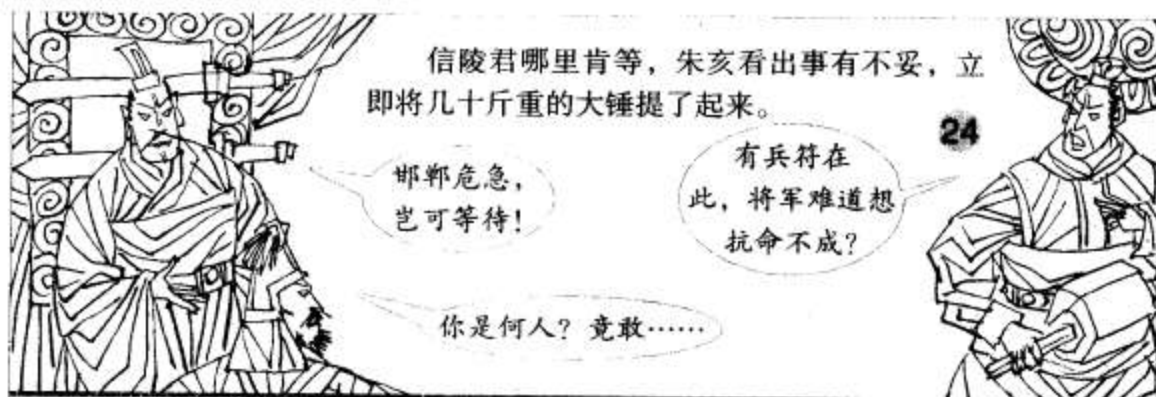 信陵君哪里肯等，朱亥看出事有不妥，立
即将几十斤重的大锤提了起来。
24
邯郸危急，
岂可等待！
有兵符在
此，将军难道想
抗命不成？
你是何人？竟敢……